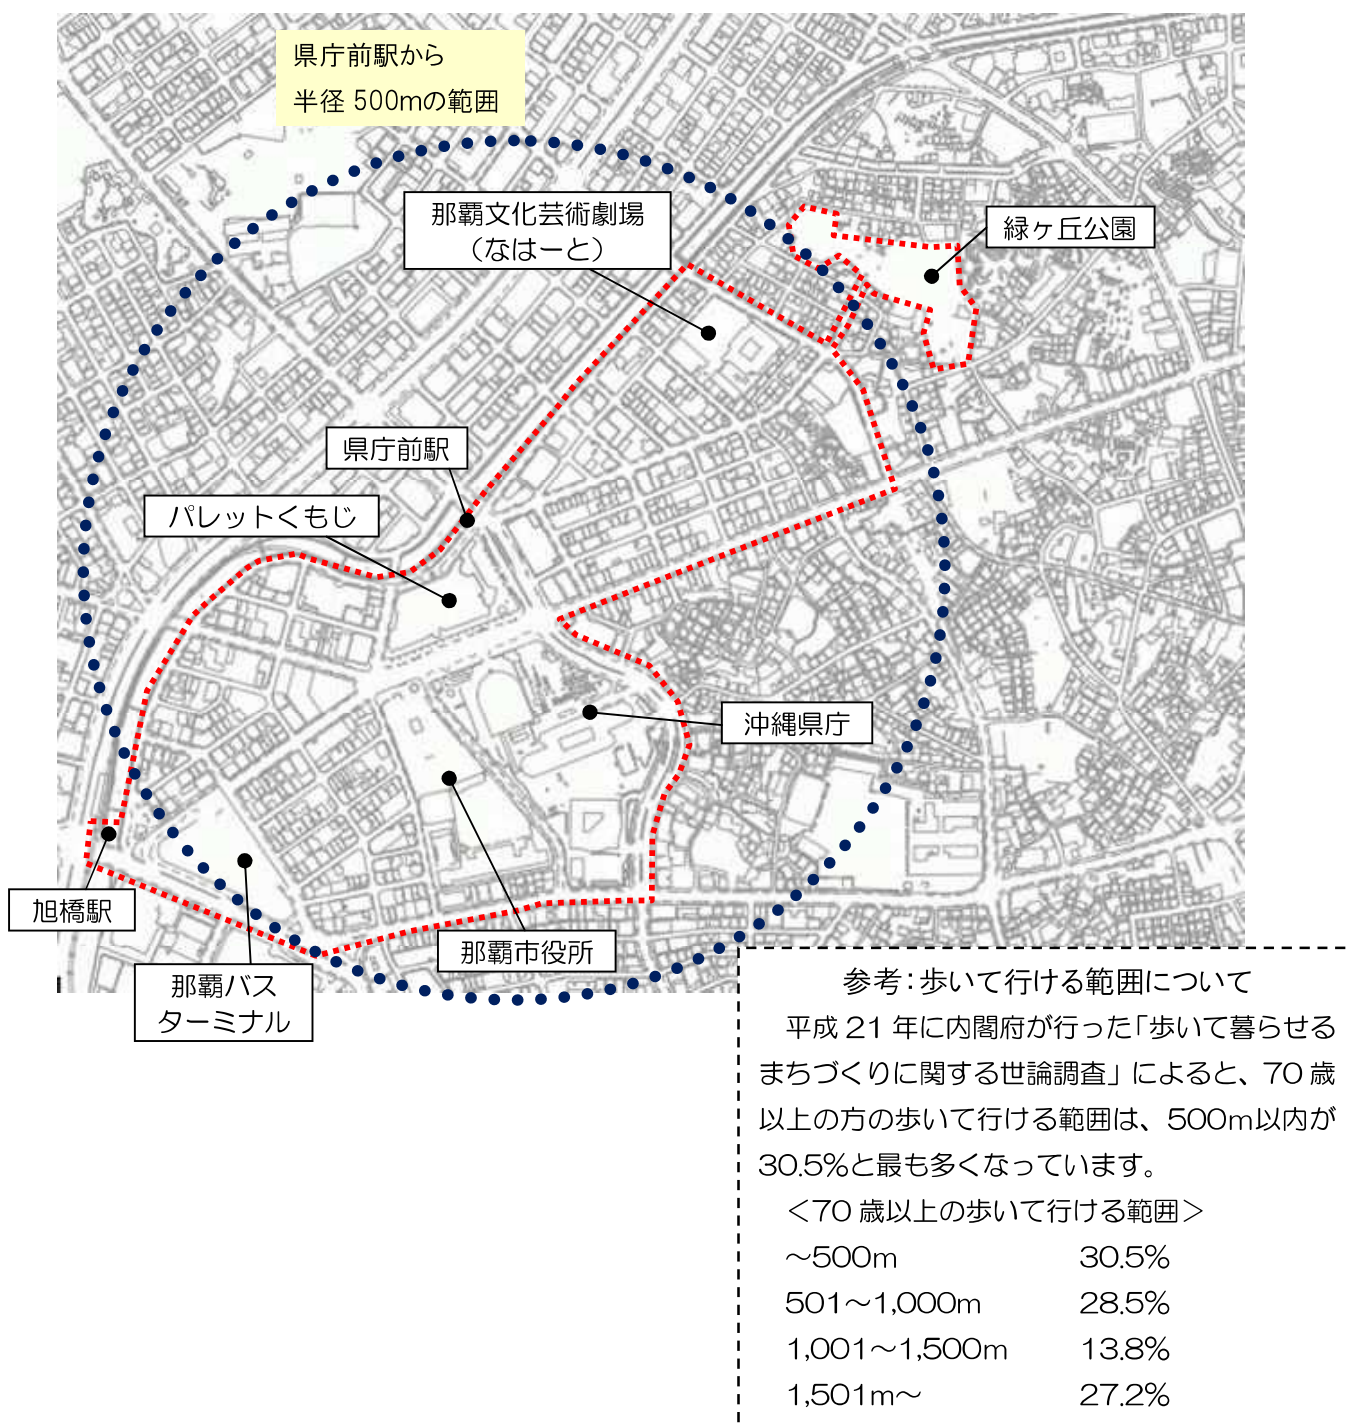 県庁前駅から
半径 500mの範囲
那覇文化芸術劇場
（なはーと）
緑ヶ丘公園
県庁前駅
パレットくもじ
沖縄県庁
旭橋駅
那覇市役所
那覇バス
ターミナル
参考：歩いて行ける範囲について
平成 21 年に内閣府が行った「歩いて暮らせる
まちづくりに関する世論調査」によると、70 歳
以上の方の歩いて行ける範囲は、500m以内が
30.5%と最も多くなっています。
＜70 歳以上の歩いて行ける範囲＞
～500m 30.5%
501～1,000m 28.5%
1,001～1,500m 13.8%
1,501m～ 27.2%